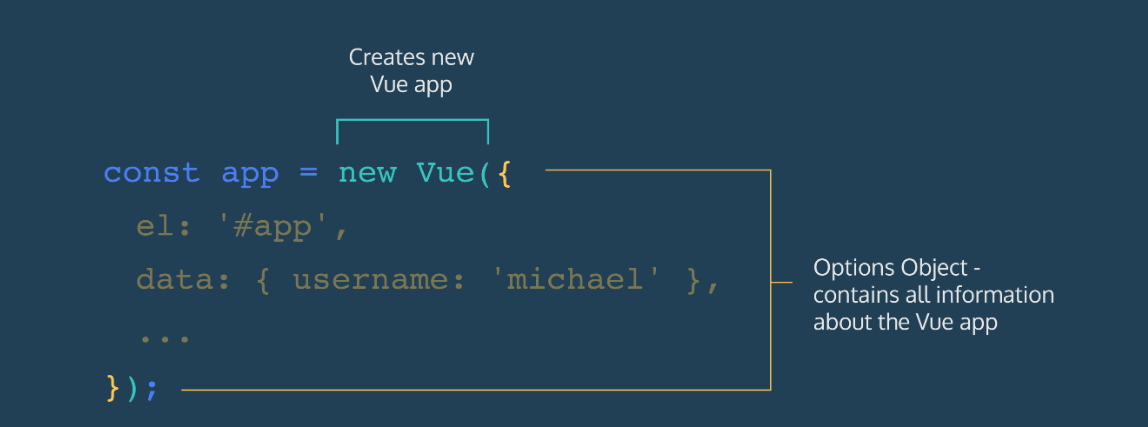 Creates new
Vue app
const app = new Vue({
el: '#app',
data: { username: 'michael' },
...
});
Options Object -
contains all information
about the Vue app